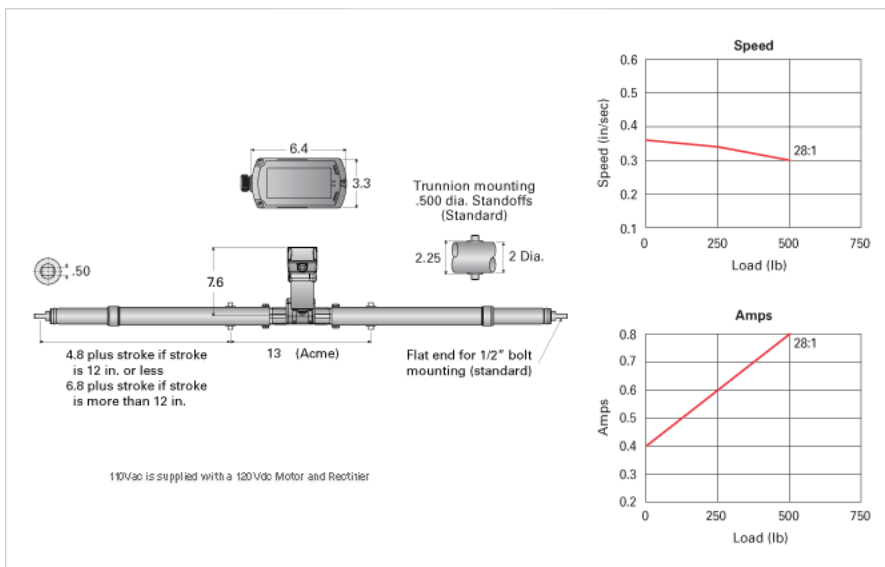 6.4
3.3
Trunnion mounting
.500 dia. Standoffs
(Standard)
2.25
2 Dia.
.50
7.6
4.8 plus stroke if stroke
is 12 in. or less
6.8 plus stroke if stroke
is more than 12 in.
13 (Acme)
Flat end for 1/2" bolt
mounting (standard)
110Vac is supplied with a 120Vdc Motor and Rectifier
Speed
Speed (in/sec)
0.6
0.5
0.4
0.3
0.2
0.1
28:1
0 250 500 750
Load (lb)
Amps
Amps
0.8
0.7
0.6
0.5
0.4
0.3
0.2
28:1
0 250 500 750
Load (lb)